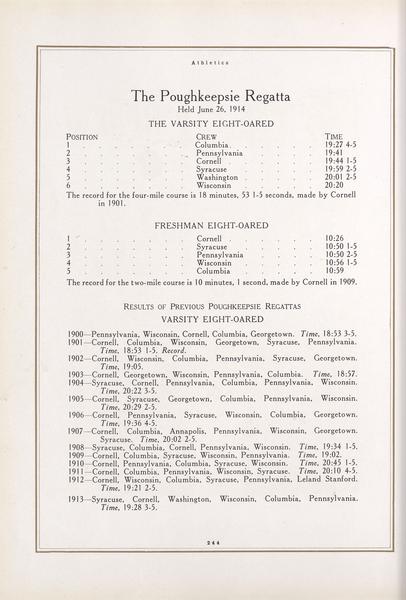 Athletics
The Poughkeepsie Regatta
Held June 26, 1914
THE VARSITY EIGHT-OARED
POSITION CREW TIME
1 . . . . . . Columbia . . . . . . 19:27 4-5
2 . . . . . . Pennsylvania . . . . . 19:41
3 . . . . . . Cornell . . . . . . 19:44 1-5
4 . . . . . . Syracuse . . . . . . 19:59 2-5
5 . . . . . . Washington . . . . . 20:01 2-5
6 . . . . . . Wisconsin . . . . . 20:20
The record for the four-mile course is 18 minutes, 53 1-5 seconds, made by Cornell
in 1901.
FRESHMAN EIGHT-OARED
1 . . . . . . Cornell . . . . . . 10:26
2 . . . . . . Syracuse . . . . . . 10:50 1-5
3 . . . . . . Pennsylvania . . . . . 10:50 2-5
4 . . . . . . Wisconsin . . . . . 10:56 1-5
5 . . . . . . Columbia . . . . . 10:59
The record for the two-mile course is 10 minutes, 1 second, made by Cornell in 1909.
RESULTS OF PREVIOUS POUGHKEEPSIE REGATTAS
VARSITY EIGHT-OARED
1900—Pennsylvania, Wisconsin, Cornell, Columbia, Georgetown. Time, 18:53 3-5.
1901—Cornell, Columbia, Wisconsin, Georgetown, Syracuse, Pennsylvania.
Time, 18:53 1-5. Record.
1902—Cornell, Wisconsin, Columbia, Pennsylvania, Syracuse, Georgetown.
Time, 19:05.
1903—Cornell, Georgetown, Wisconsin, Pennsylvania, Columbia. Time, 18:57.
1904—Syracuse, Cornell, Pennsylvania, Columbia, Pennsylvania, Wisconsin.
Time, 20:22 3-5.
1905—Cornell, Syracuse, Georgetown, Columbia, Pennsylvania, Wisconsin.
Time, 20:29 2-5.
1906—Cornell, Pennsylvania, Syracuse, Wisconsin, Columbia, Georgetown.
Time, 19:36 4-5.
1907—Cornell, Columbia, Annapolis, Pennsylvania, Wisconsin, Georgetown,
Syracuse. Time, 20:02 2-5.
1908—Syracuse, Columbia, Cornell, Pennsylvania, Wisconsin. Time, 19:34 1-5.
1909—Cornell, Columbia, Syracuse, Wisconsin, Pennsylvania. Time, 19:02.
1910—Cornell, Pennsylvania, Columbia, Syracuse, Wisconsin. Time, 20:45 1-5.
1911—Cornell, Columbia, Pennsylvania, Wisconsin, Syracuse. Time, 20:10 4-5.
1912—Cornell, Wisconsin, Columbia, Syracuse, Pennsylvania, Leland Stanford.
Time, 19:21 2-5.
1913—Syracuse, Cornell, Washington, Wisconsin, Columbia, Pennsylvania.
Time, 19:28 3-5.
244